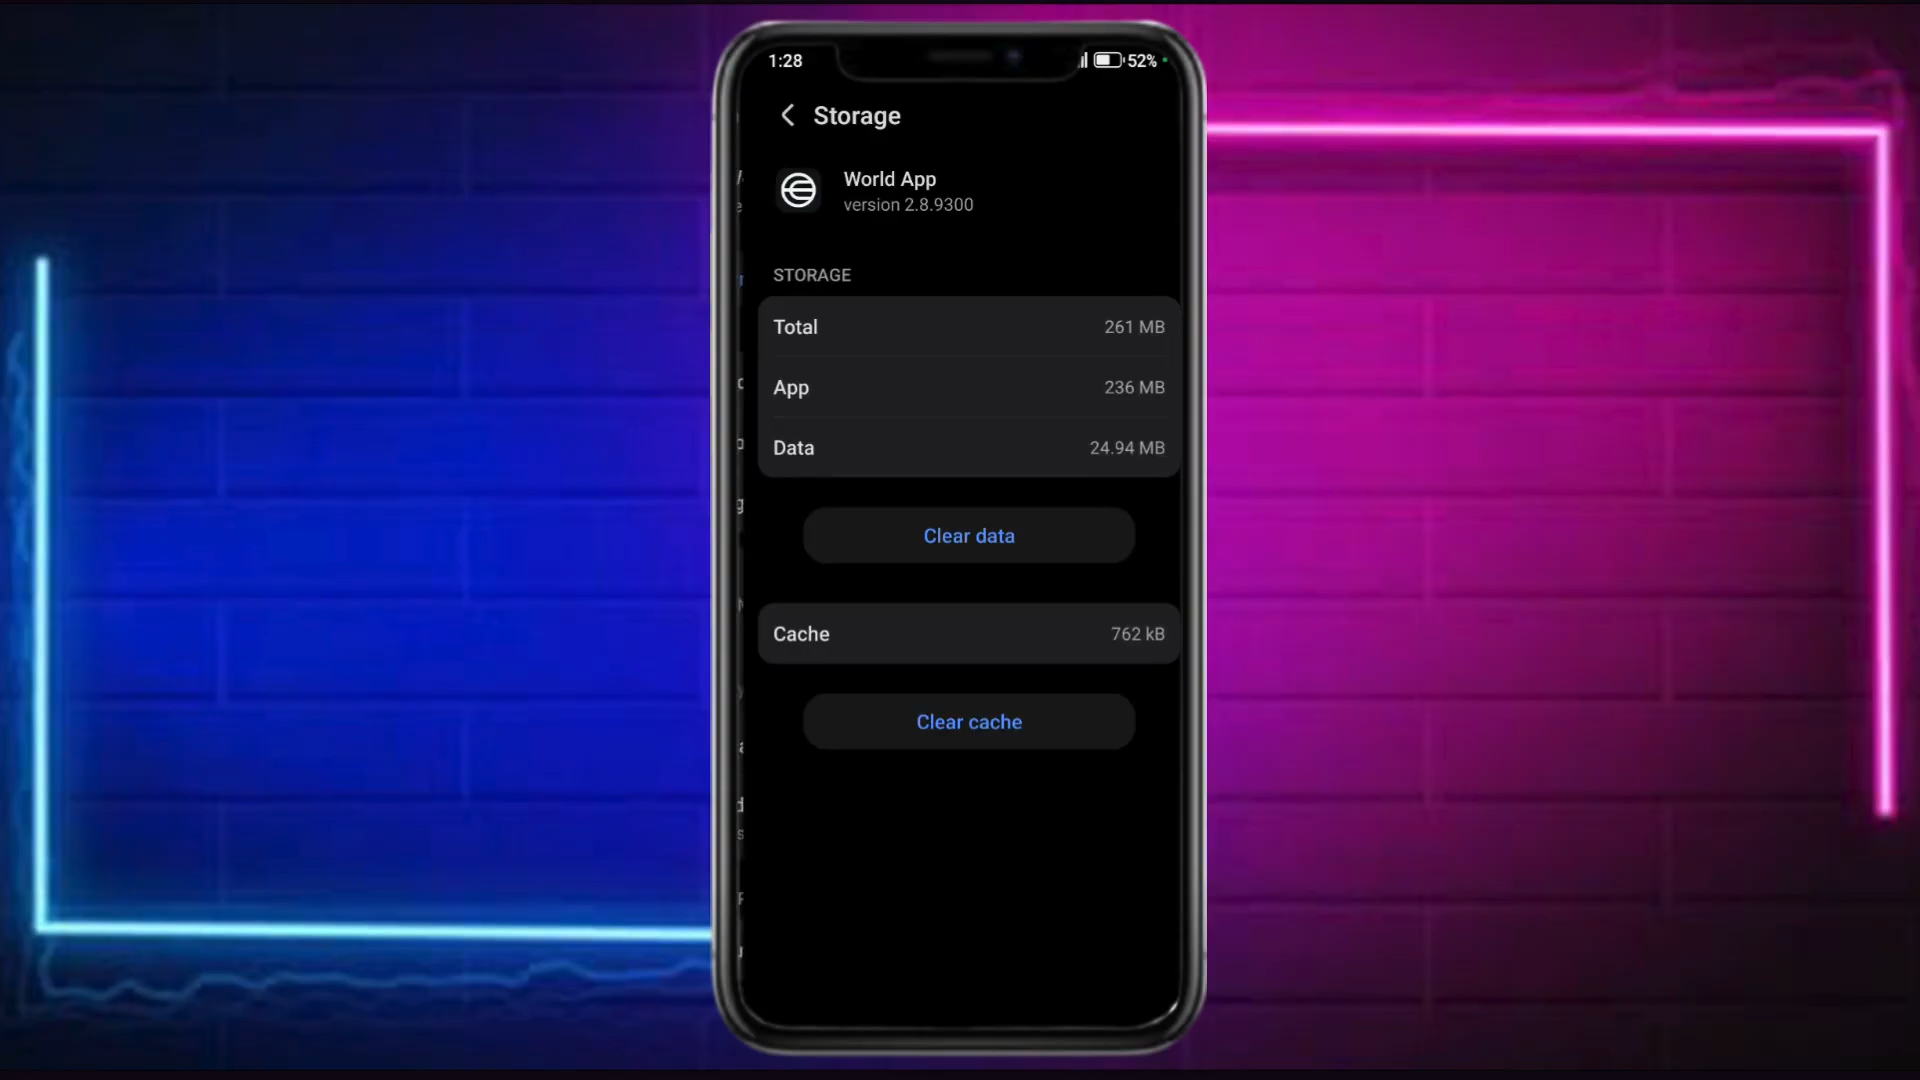 1:28
52%
Storage
World App
version 2.8.9300
STORAGE
Total 261 MB
App 236 MB
Data 24.94 MB
Clear data
Cache 762 kB
Clear cache